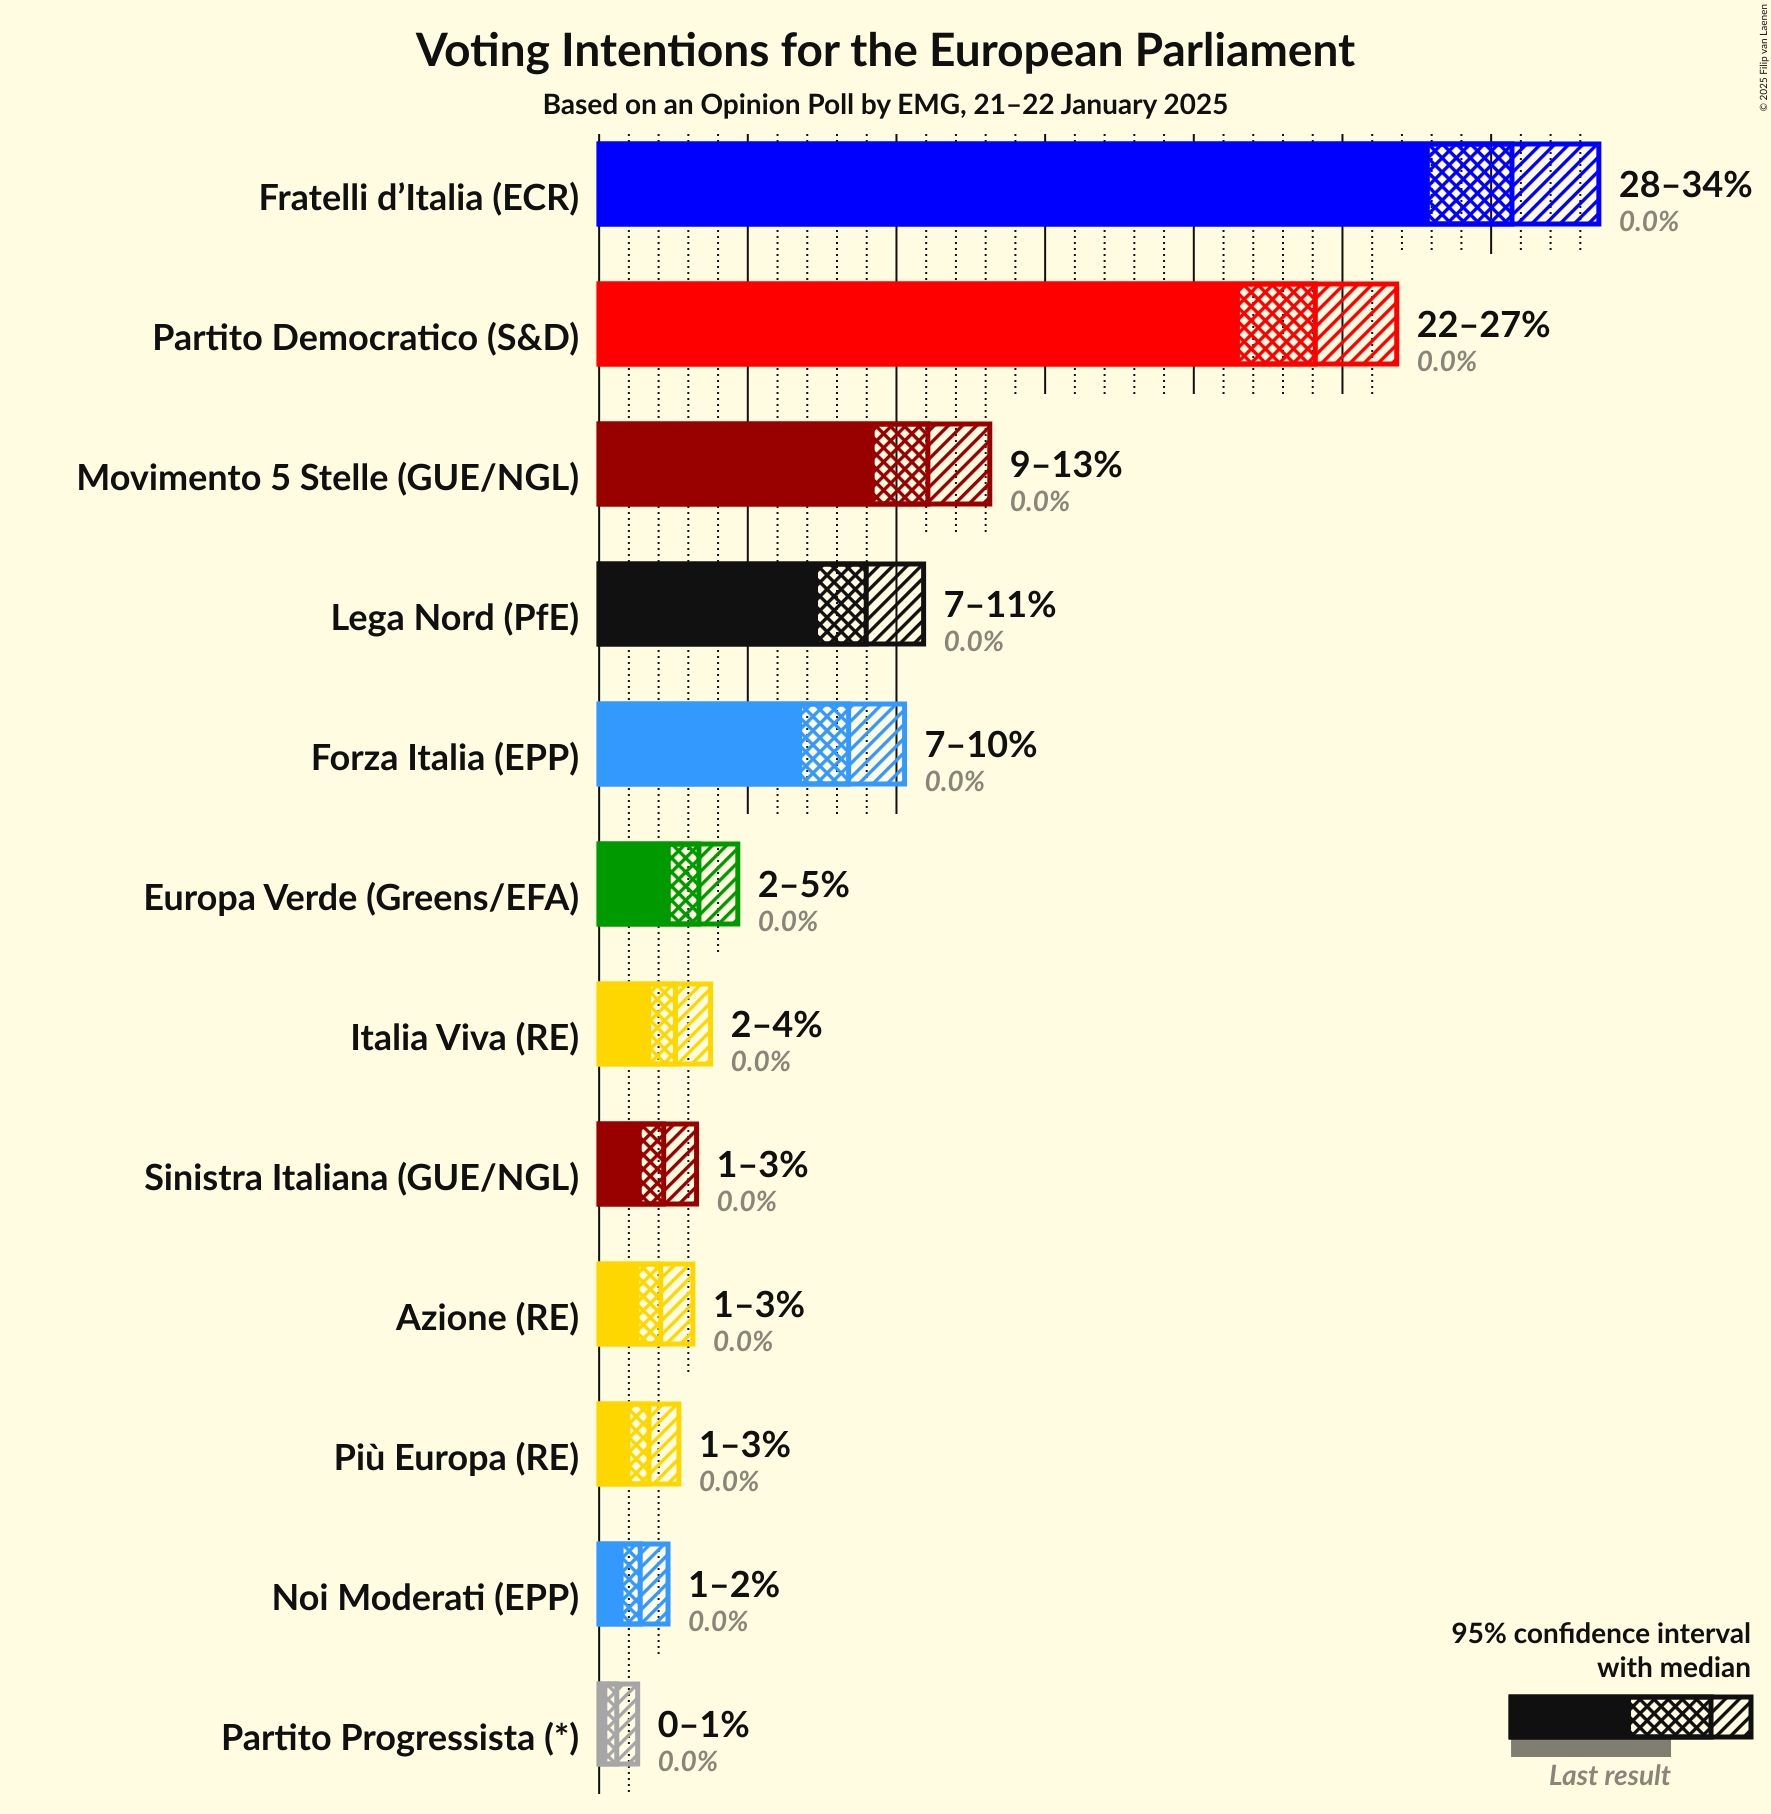 Voting Intentions for the European Parliament
Based on an Opinion Poll by EMG, 21–22 January 2025
© 2025 Filip van Laenen
Fratelli d’Italia (ECR)
28–34%
0.0%
Partito Democratico (S&D)
22–27%
0.0%
Movimento 5 Stelle (GUE/NGL)
9–13%
0.0%
Lega Nord (PfE)
7–11%
0.0%
Forza Italia (EPP)
7–10%
0.0%
Europa Verde (Greens/EFA)
2–5%
0.0%
Italia Viva (RE)
2–4%
0.0%
Sinistra Italiana (GUE/NGL)
1–3%
0.0%
Azione (RE)
1–3%
0.0%
Più Europa (RE)
1–3%
0.0%
Noi Moderati (EPP)
1–2%
0.0%
Partito Progressista (*)
0–1%
0.0%
95% confidence interval
with median
Last result